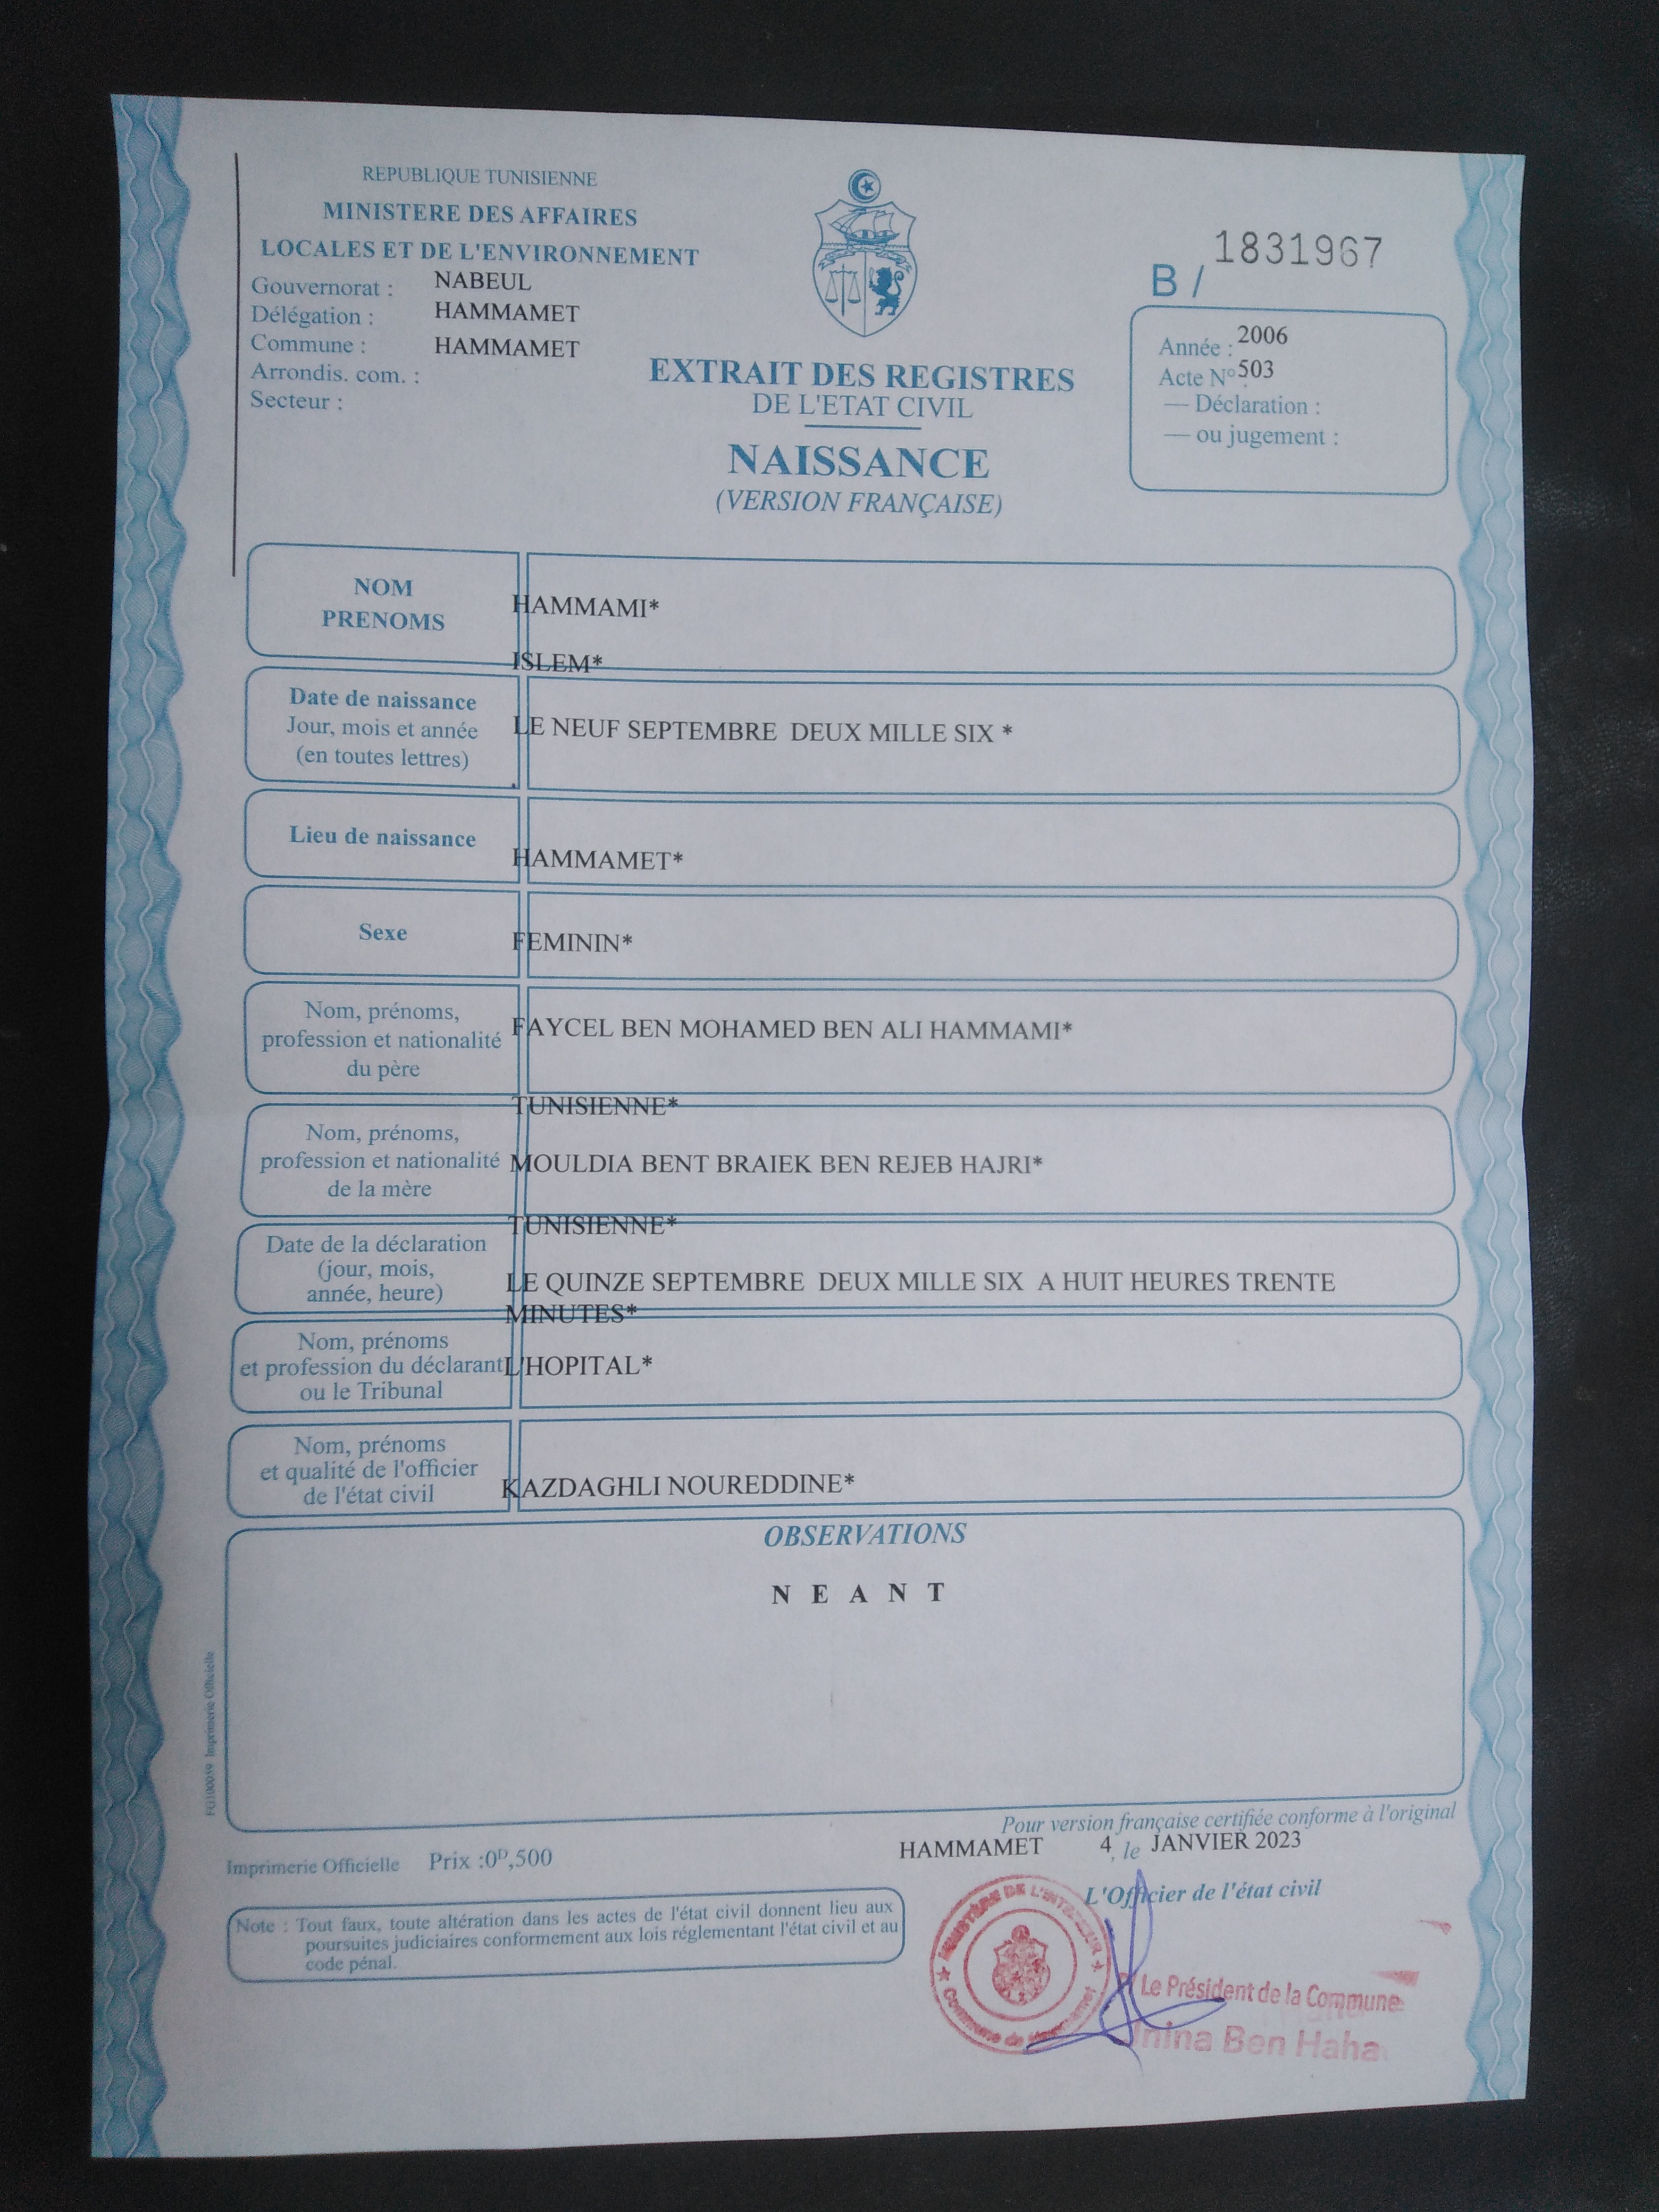 REPUBLIQUE TUNISIENNE
MINISTERE DES AFFAIRES
LOCALES ET DE L'ENVIRONNEMENT
Gouvernorat : NABEUL
Délégation : HAMMAMET
Commune : HAMMAMET
Arrondis. com. :
Secteur :
B / 1831967
Année : 2006
Acte N° 503
— Déclaration :
— ou jugement :
EXTRAIT DES REGISTRES
DE L'ETAT CIVIL
NAISSANCE
(VERSION FRANÇAISE)
NOM
PRENOMS
HAMMAMI*
ISLEM*
Date de naissance
Jour, mois et année
(en toutes lettres)
LE NEUF SEPTEMBRE DEUX MILLE SIX *
Lieu de naissance
HAMMAMET*
Sexe
FEMININ*
Nom, prénoms,
profession et nationalité
du père
FAYCEL BEN MOHAMED BEN ALI HAMMAMI*
TUNISIENNE*
Nom, prénoms,
profession et nationalité
de la mère
MOULDIA BENT BRAIEK BEN REJEB HAJRI*
TUNISIENNE*
Date de la déclaration
(jour, mois,
année, heure)
LE QUINZE SEPTEMBRE DEUX MILLE SIX A HUIT HEURES TRENTE
MINUTES*
Nom, prénoms
et profession du déclarant
ou le Tribunal
L'HOPITAL*
Nom, prénoms
et qualité de l'officier
de l'état civil
KAZDAGHLI NOUREDDINE*
OBSERVATIONS
N E A N T
Pour version française certifiée conforme à l'original
HAMMAMET 4, le JANVIER 2023
L'Officier de l'état civil
Imprimerie Officielle Prix :0D,500
Note : Tout faux, toute altération dans les actes de l'état civil donnent lieu aux
poursuites judiciaires conformement aux lois réglementant l'état civil et au
code pénal.
MINISTÈRE DE L'INTERIEUR
Commune de
Le Président de la Commune
Ben
Imprimerie Officielle